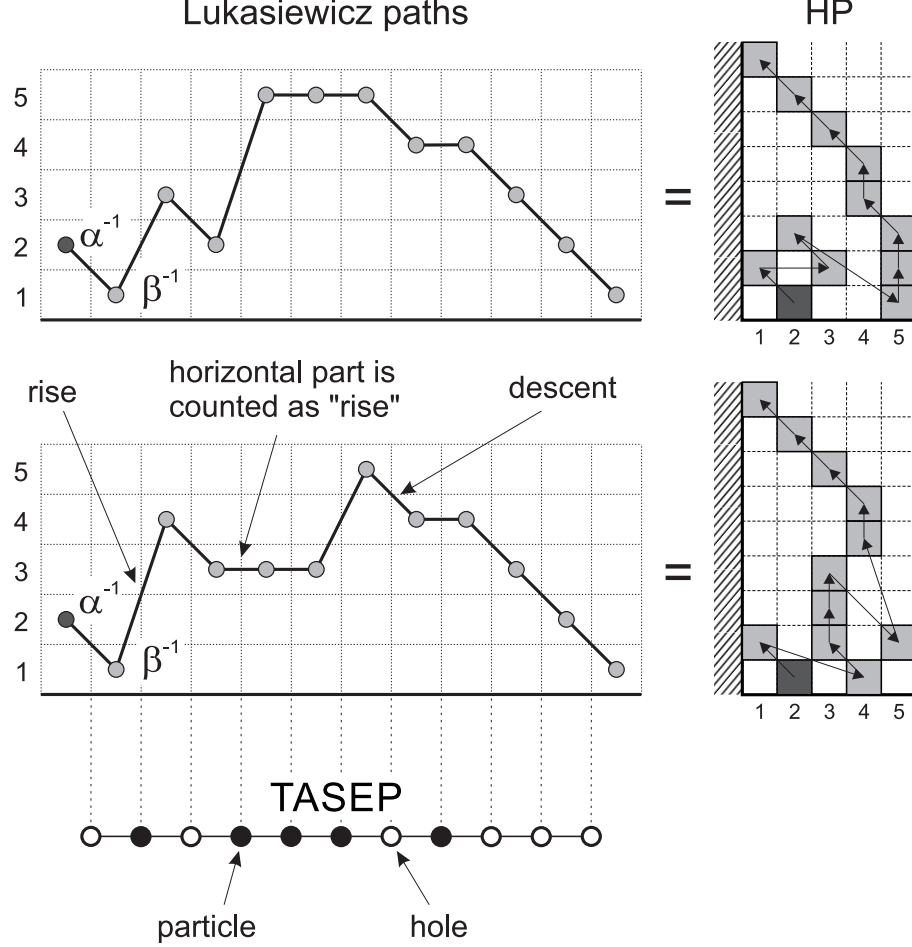 Lukasiewicz paths
HP
5
4
3
2
1
α⁻¹
β⁻¹
=
1 2 3 4 5
rise
horizontal part is
counted as "rise"
descent
5
4
3
2
1
α⁻¹
β⁻¹
=
1 2 3 4 5
TASEP
particle
hole